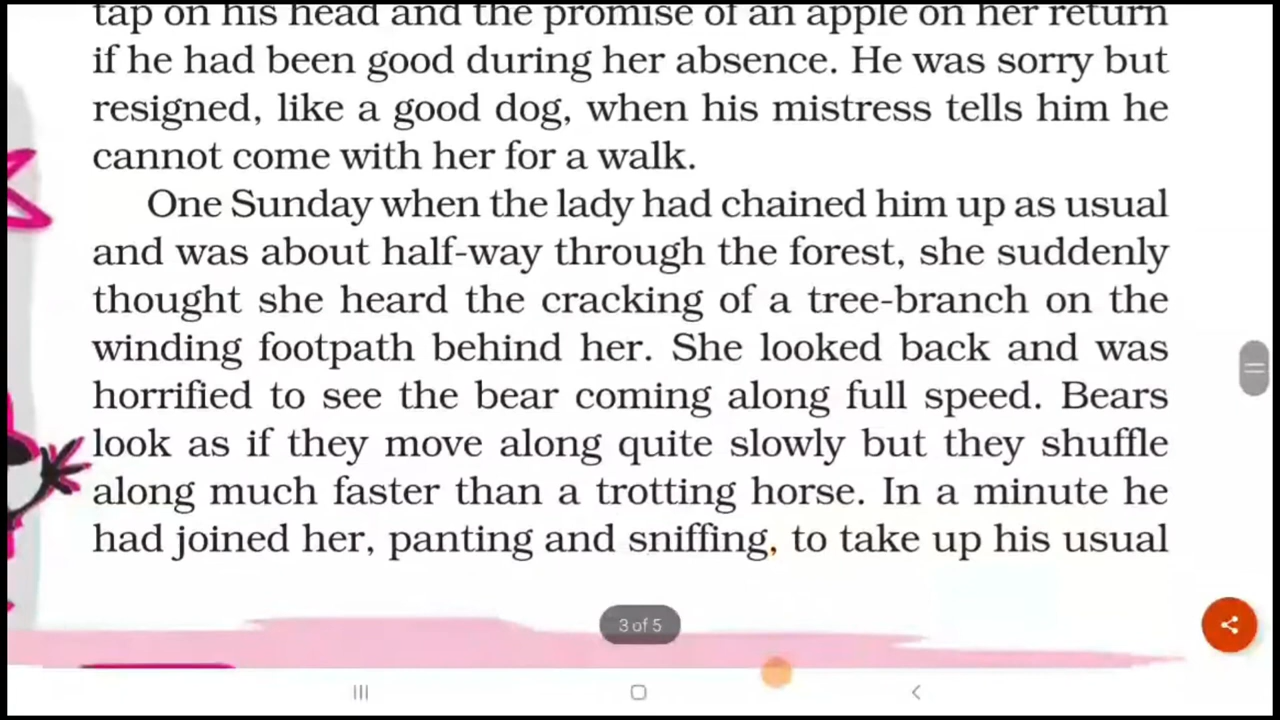 tap on his head and the promise of an apple on her return
if he had been good during her absence. He was sorry but
resigned, like a good dog, when his mistress tells him he
cannot come with her for a walk.
One Sunday when the lady had chained him up as usual
and was about half-way through the forest, she suddenly
thought she heard the cracking of a tree-branch on the
winding footpath behind her. She looked back and was
horrified to see the bear coming along full speed. Bears
look as if they move along quite slowly but they shuffle
along much faster than a trotting horse. In a minute he
had joined her, panting and sniffing, to take up his usual
3 of 5